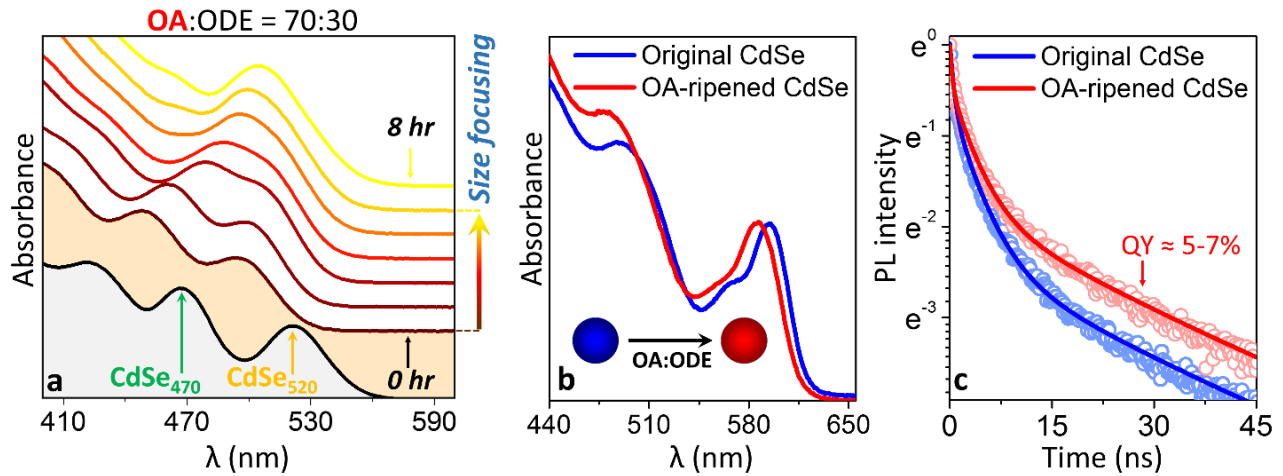 OA:ODE = 70:30
Absorbance
8 hr
0 hr
CdSe470
CdSe520
a
410 470 530 590
λ (nm)
Size focusing
Original CdSe
OA-ripened CdSe
Absorbance
OA:ODE
b
440 510 580 650
λ (nm)
Original CdSe
OA-ripened CdSe
PL intensity
e⁰
e⁻¹
e⁻²
e⁻³
QY ≈ 5-7%
c
0 15 30 45
Time (ns)